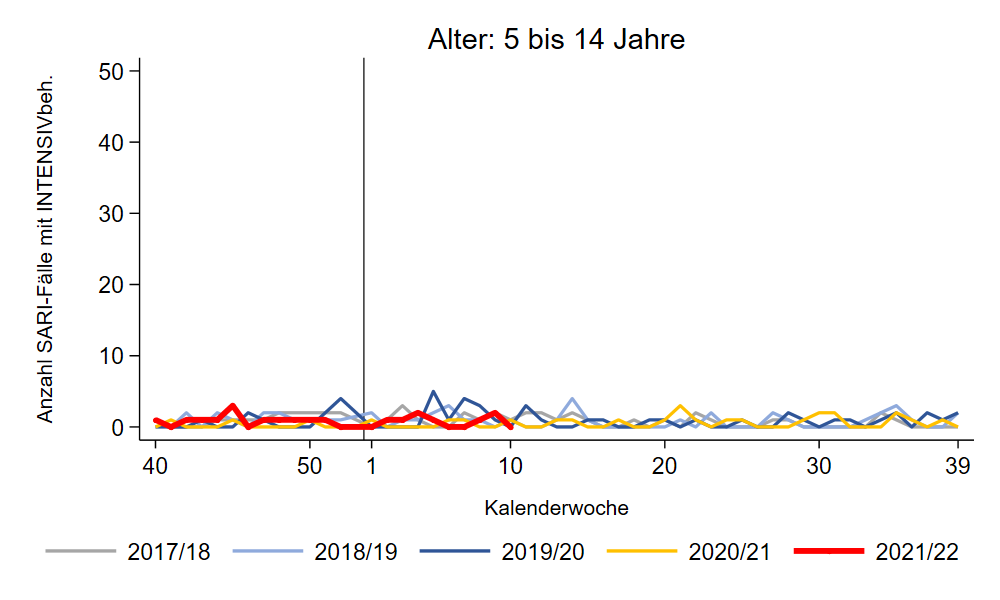 Alter: 5 bis 14 Jahre
Anzahl SARI-Fälle mit INTENSIVbeh.
50
40
30
20
10
0
40 50 1 10 20 30 39
Kalenderwoche
2017/18 2018/19 2019/20 2020/21 2021/22